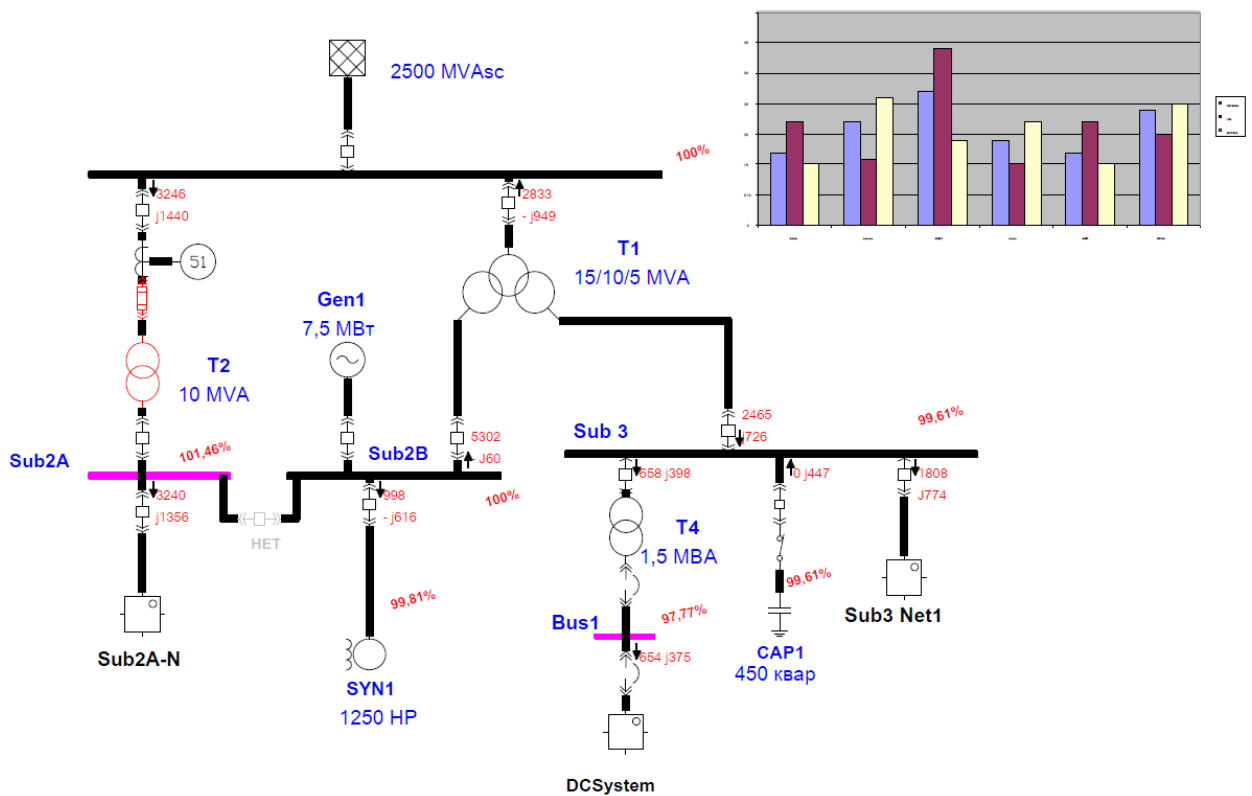 2500 MVAsc
100%
3246
j1440
2833
- j949
51
T1
15/10/5 MVA
Gen1
7,5 МВт
T2
10 MVA
2465
j726
99,61%
5302
- J60
Sub 3
101,46%
Sub2A
Sub2B
100%
658 j398
0 j447
1808
J774
3240
j1356
998
- j616
НЕТ
T4
1,5 МВА
99,61%
99,81%
Sub3 Net1
Bus1
97,77%
654 j375
CAP1
450 квар
Sub2A-N
SYN1
1250 HP
DCSystem